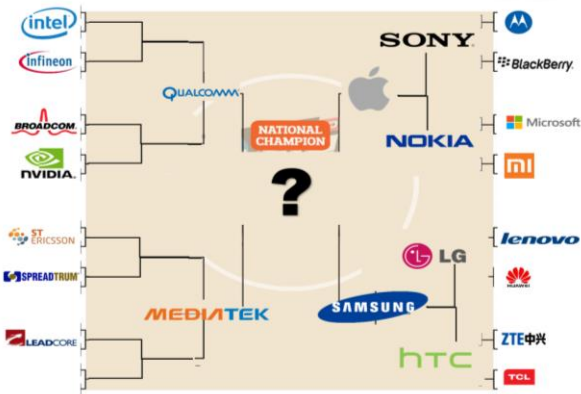 intel
infineon
BROADCOM
NVIDIA.
ST
ERICSSON
SPREADTRUM
LEADCORE
QUALCOMM
MEDIATEK
NATIONAL
CHAMPION
?
SONY
NOKIA
LG
SAMSUNG
hTC
BlackBerry.
Microsoft
mi
lenovo
HUAWEI
ZTE中兴
TCL